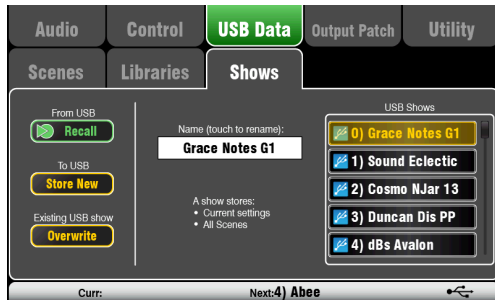 Audio
Control
USB Data
Output Patch
Utility
Scenes
Libraries
Shows
From USB
Recall
To USB
Store New
Existing USB show
Overwrite
Name (touch to rename):
Grace Notes G1
A show stores:
• Current settings
• All Scenes
USB Shows
0) Grace Notes G1
1) Sound Eclectic
2) Cosmo NJar 13
3) Duncan Dis PP
4) dBs Avalon
Curr:
Next:4) Abee